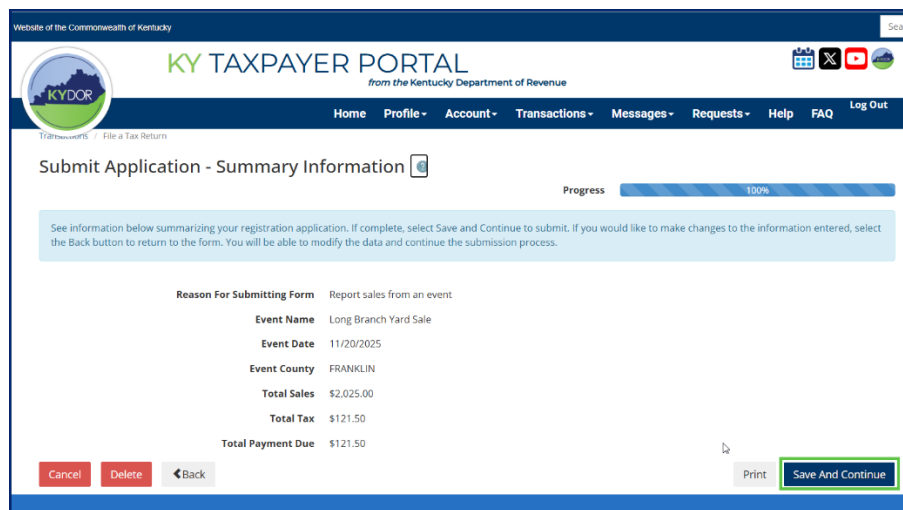 Website of the Commonwealth of Kentucky
Sea
KYDOR
KY TAXPAYER PORTAL
from the Kentucky Department of Revenue
Home Profile Account Transactions Messages Requests Help FAQ Log Out
Transactions / File a Tax Return
Submit Application - Summary Information
Progress 100%
See information below summarizing your registration application. If complete, select Save and Continue to submit. If you would like to make changes to the information entered, select
the Back button to return to the form. You will be able to modify the data and continue the submission process.
Reason For Submitting Form Report sales from an event
Event Name Long Branch Yard Sale
Event Date 11/20/2025
Event County FRANKLIN
Total Sales $2,025.00
Total Tax $121.50
Total Payment Due $121.50
Cancel Delete Back Print Save And Continue